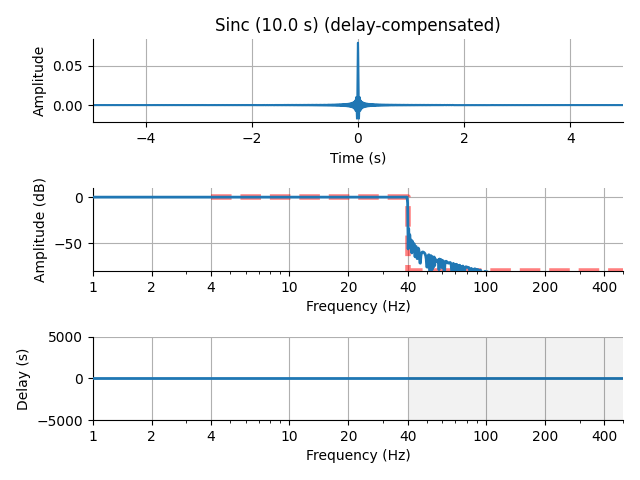 Sinc (10.0 s) (delay-compensated)
Amplitude
0.05
0.00
−4 −2 0 2 4
Time (s)
Amplitude (dB)
0
−50
1 2 4 10 20 40 100 200 400
Frequency (Hz)
Delay (s)
5000
0
−5000
1 2 4 10 20 40 100 200 400
Frequency (Hz)